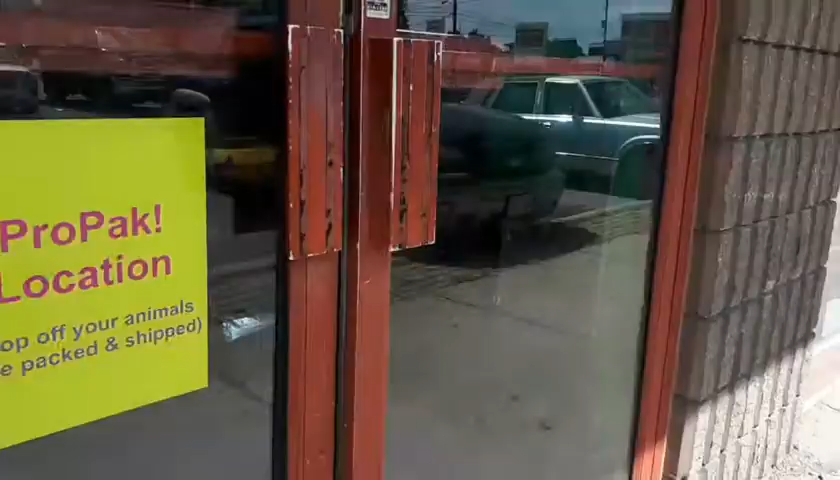 ProPak!
Location
op off your animals
e packed & shipped)